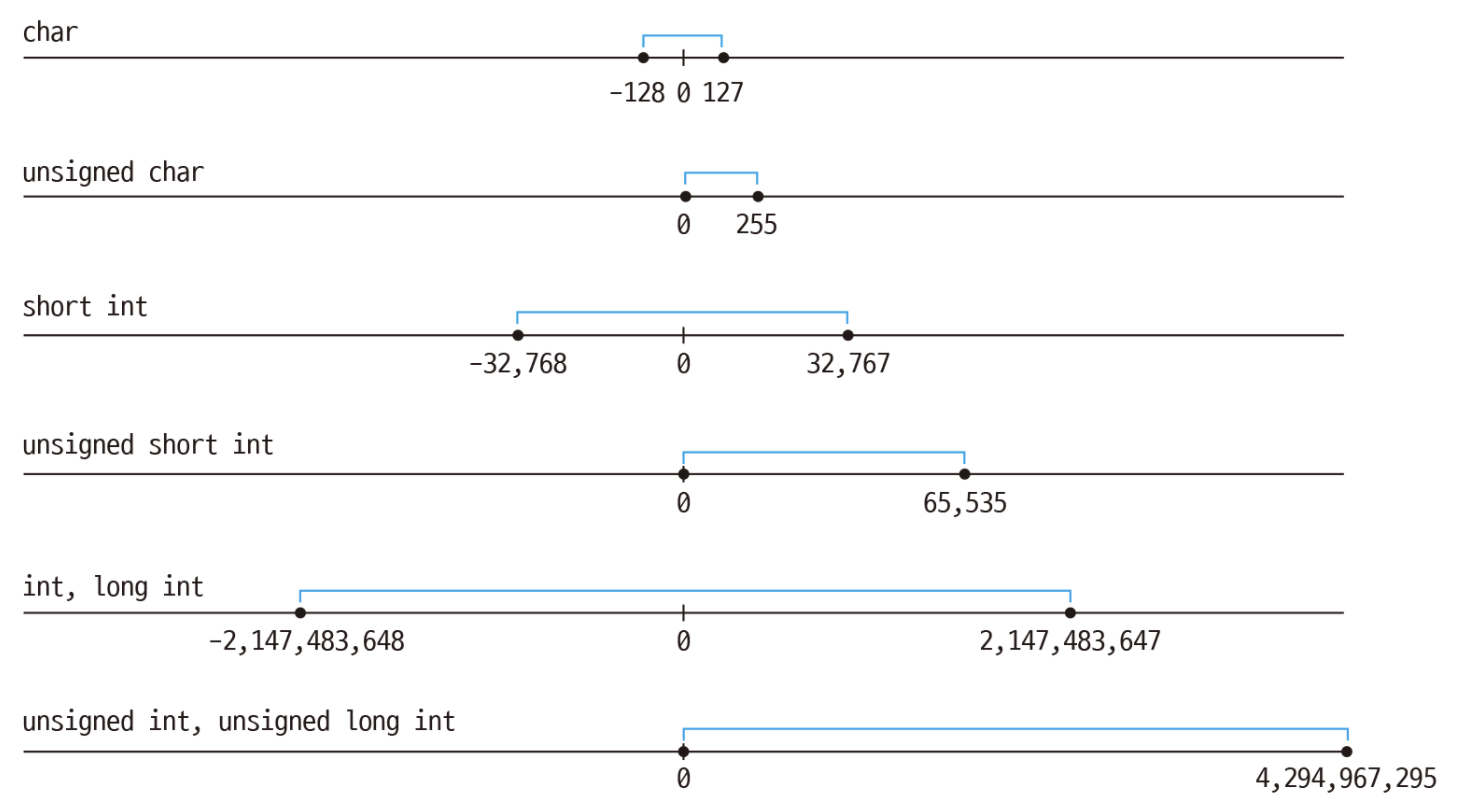 char
-128 0 127
unsigned char
0 255
short int
-32,768 0 32,767
unsigned short int
0 65,535
int, long int
-2,147,483,648 0 2,147,483,647
unsigned int, unsigned long int
0 4,294,967,295